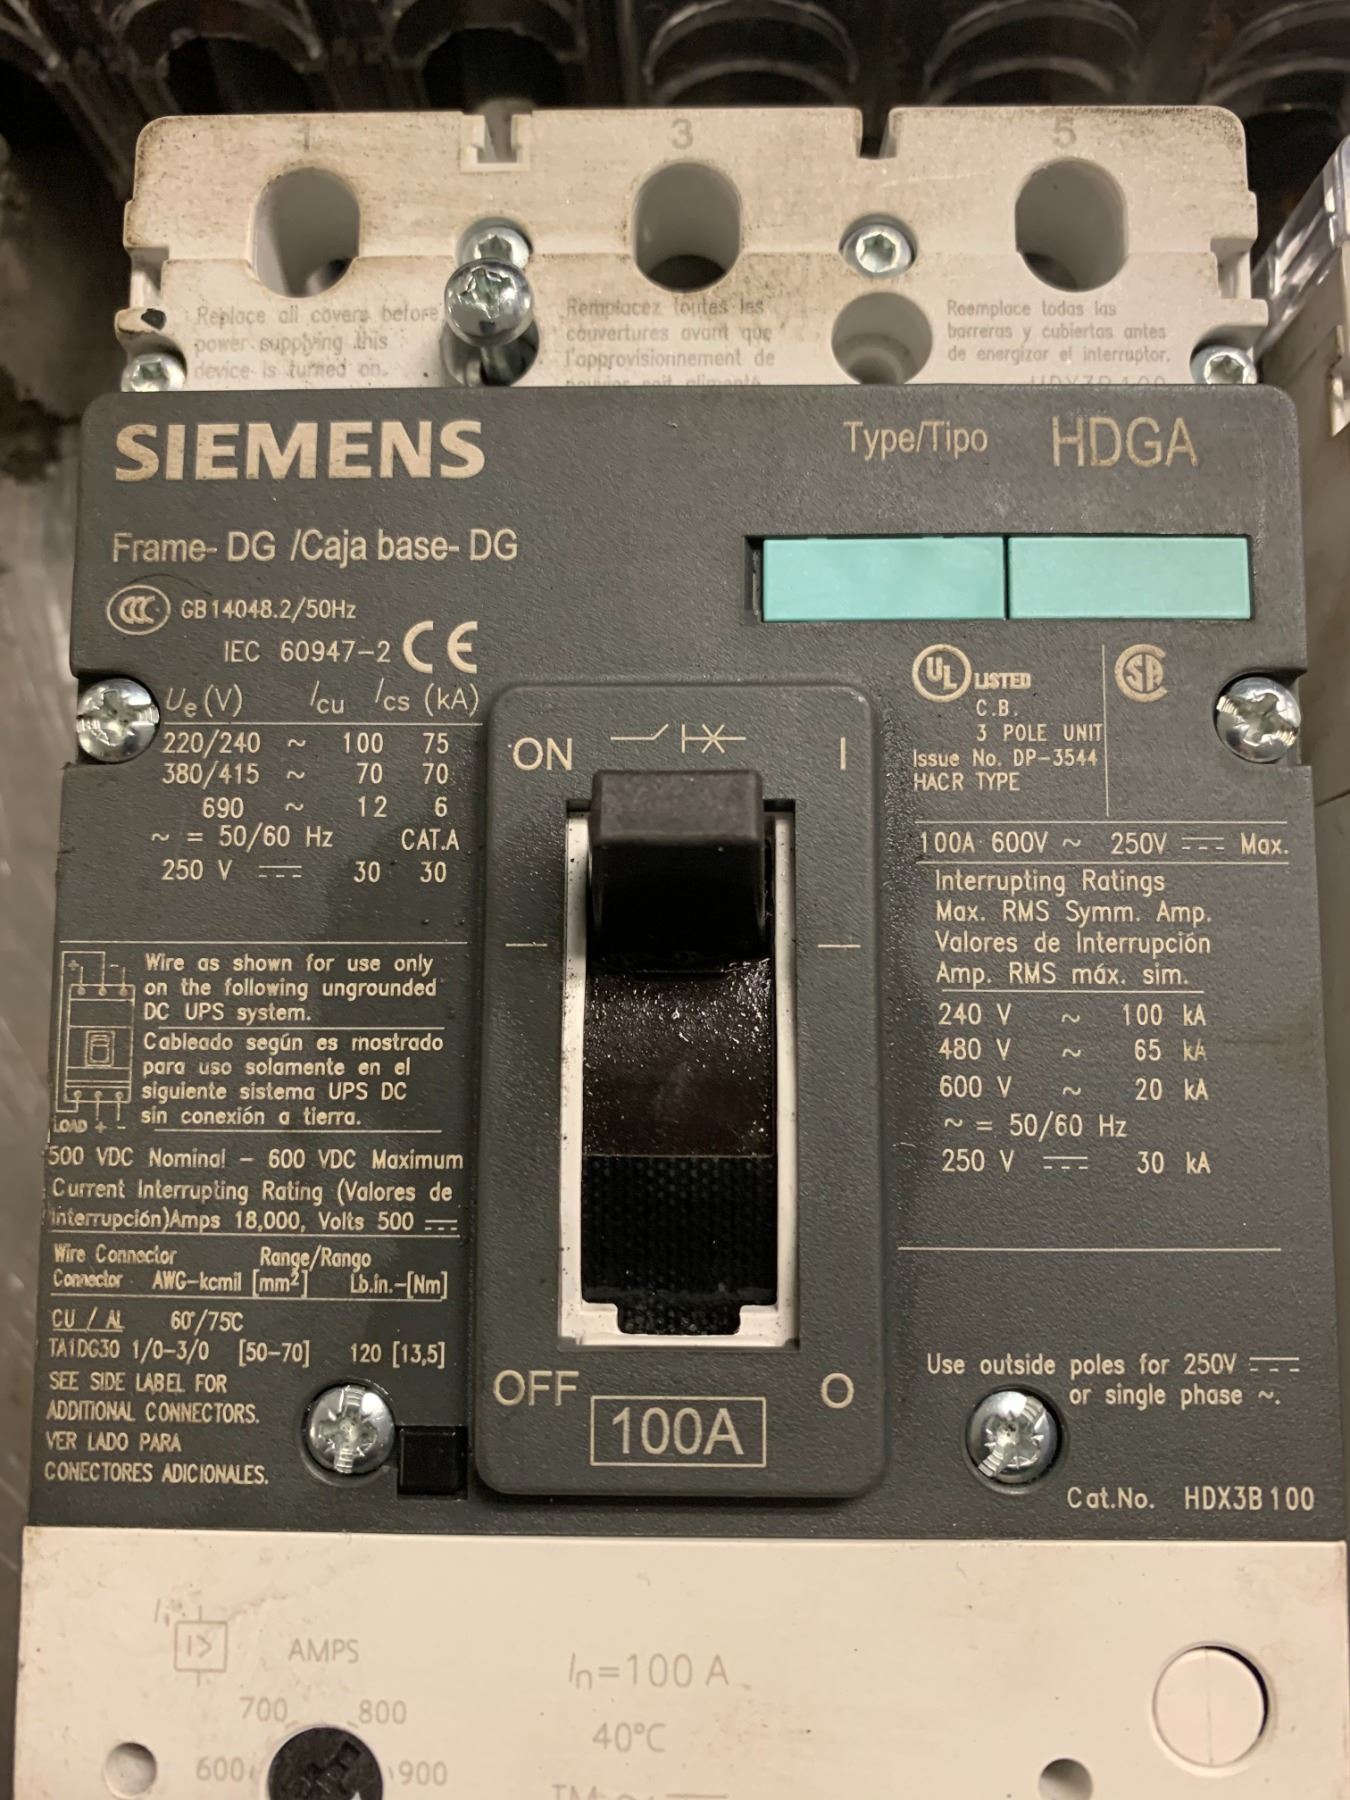 1 3 5
Replace all covers before
power supplying this
device is turned on.
Remplacez toutes les
couvertures avant que
l'approvisionnement de
pouvoir soit alimenté
Reemplace todas las
barreras y cubiertas antes
de energizar el interruptor.
HDX3B100
SIEMENS
Type/Tipo HDGA
Frame- DG /Caja base- DG
CCC GB14048.2/50Hz
IEC 60947-2 CE
Ue (V) Icu Ics (kA)
220/240 ~ 100 75
380/415 ~ 70 70
690 ~ 12 6
~ = 50/60 Hz CAT.A
250 V ⎓ 30 30
Wire as shown for use only
on the following ungrounded
DC UPS system.
Cableado según es mostrado
para uso solamente en el
siguiente sistema UPS DC
sin conexión a tierra.
+ -
LOAD + -
500 VDC Nominal - 600 VDC Maximum
Current Interrupting Rating (Valores de
Interrupción)Amps 18,000, Volts 500 ⎓
Wire Connector Range/Rango
Connector AWG-kcmil [mm²] Lb.in.-[Nm]
CU / AL 60°/75°C
TA1DG30 1/0-3/0 [50-70] 120 [13,5]
SEE SIDE LABEL FOR
ADDITIONAL CONNECTORS.
VER LADO PARA
CONECTORES ADICIONALES.
ON I
OFF O
100A
UL LISTED
C.B.
3 POLE UNIT
Issue No. DP-3544
HACR TYPE
SA
100A 600V ~ 250V ⎓ Max.
Interrupting Ratings
Max. RMS Symm. Amp.
Valores de Interrupción
Amp. RMS máx. sim.
240 V ~ 100 kA
480 V ~ 65 kA
600 V ~ 20 kA
~ = 50/60 Hz
250 V ⎓ 30 kA
Use outside poles for 250V ⎓
or single phase ~.
Cat.No. HDX3B100
Ii
I> AMPS
700 800
600 900
In=100 A
40°C
TM